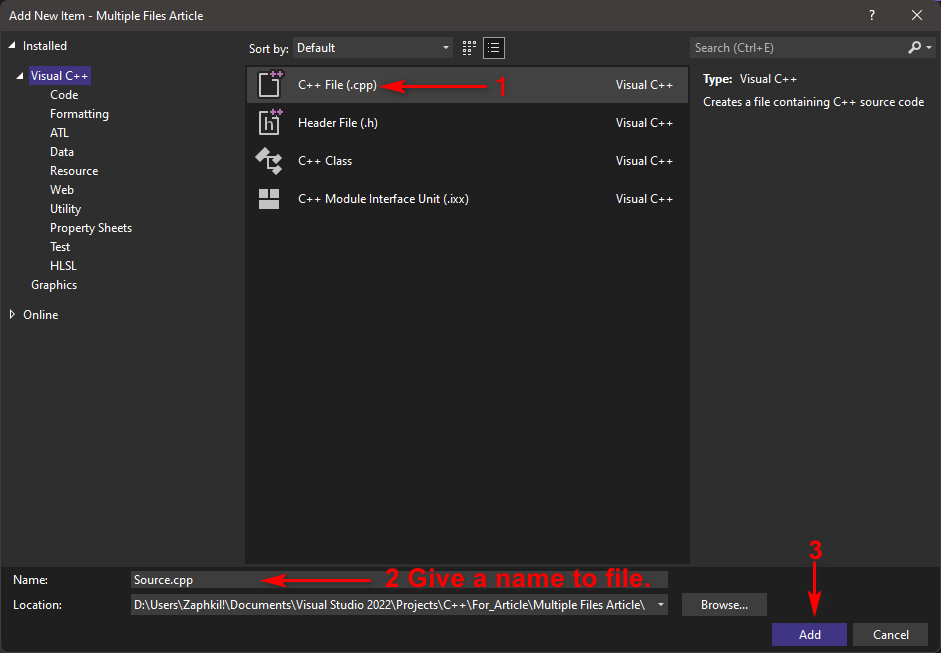 Add New Item - Multiple Files Article
?
Installed
Sort by: Default
Search (Ctrl+E)
Visual C++
Code
Formatting
ATL
Data
Resource
Web
Utility
Property Sheets
Test
HLSL
Graphics
Online
C++ File (.cpp) 1 Visual C++
Header File (.h) Visual C++
C++ Class Visual C++
C++ Module Interface Unit (.ixx) Visual C++
Type: Visual C++
Creates a file containing C++ source code
Name: Source.cpp 2 Give a name to file.
Location: D:\Users\Zaphkil!\Documents\Visual Studio 2022\Projects\C++\For_Article\Multiple Files Article\ Browse...
3
Add Cancel